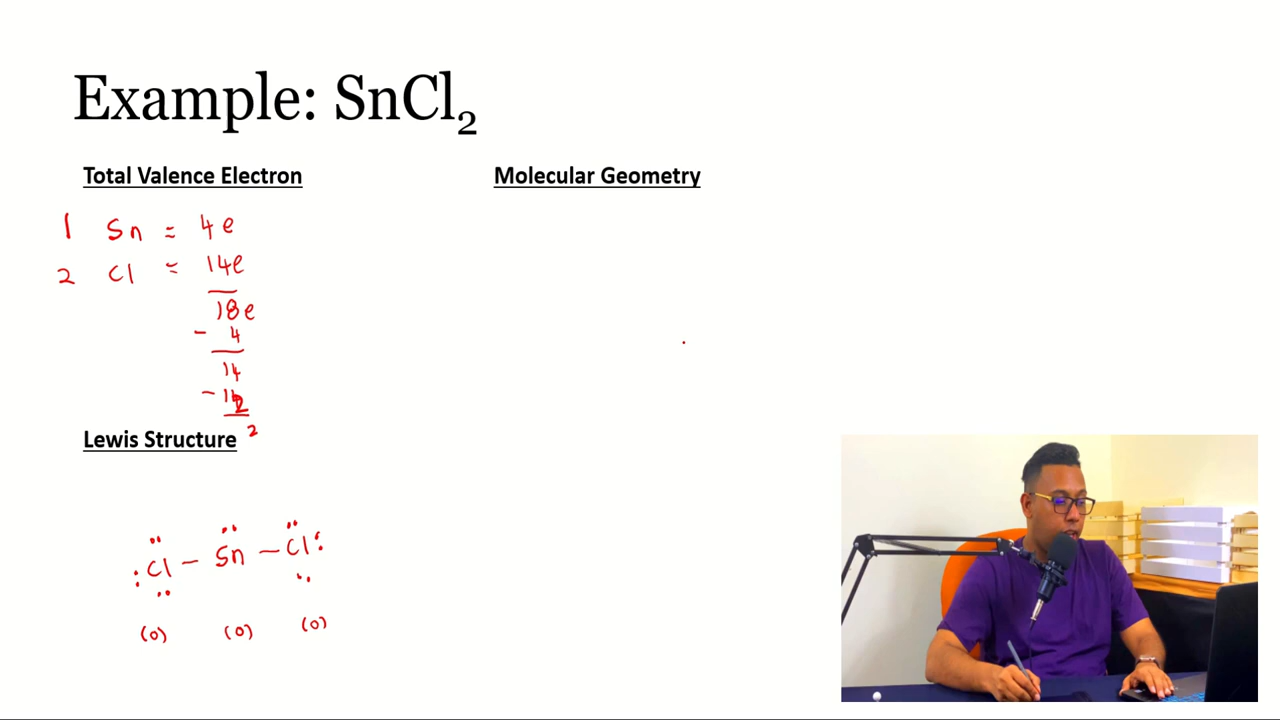 Example: SnCl₂
Total Valence Electron
1 Sn = 4e
2 Cl = 14e
18e
- 4
14
- 12
2
Lewis Structure
:Cl - Sn - Cl:
(0) (0) (0)
Molecular Geometry